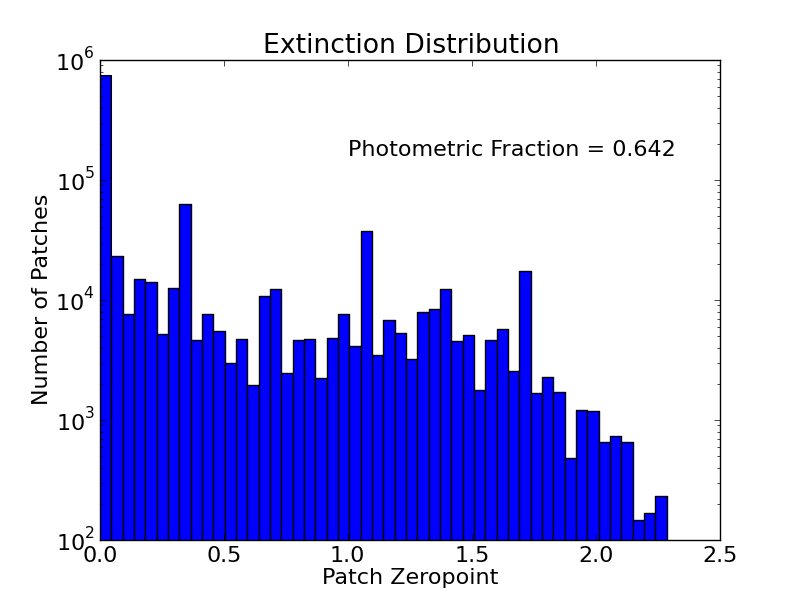 Extinction Distribution
Photometric Fraction = 0.642
Number of Patches
10^6
10^5
10^4
10^3
10^2
0.0 0.5 1.0 1.5 2.0 2.5
Patch Zeropoint